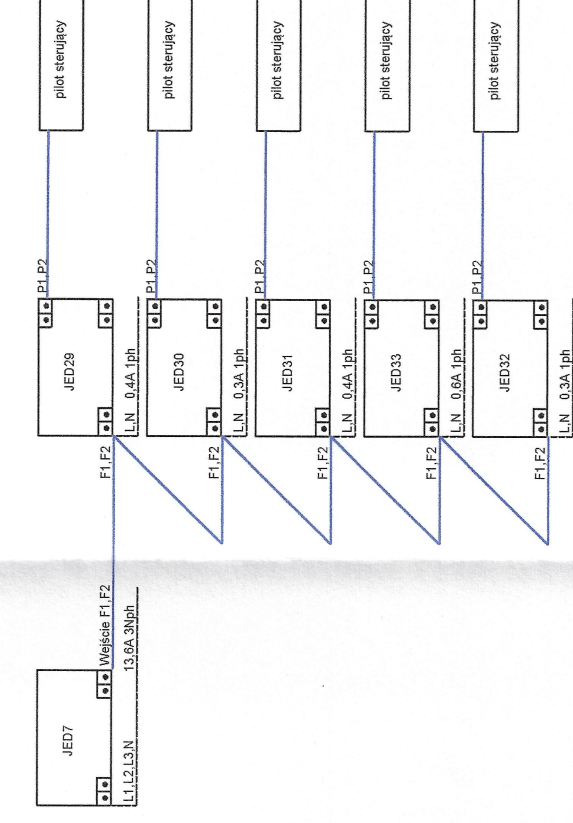 pilot sterujący
pilot sterujący
pilot sterujący
pilot sterujący
pilot sterujący
P1,P2
P1,P2
P1,P2
P1,P2
P1,P2
JED29
JED30
JED31
JED33
JED32
L,N 0,4A 1ph
L,N 0,3A 1ph
L,N 0,4A 1ph
L,N 0,6A 1ph
L,N 0,3A 1ph
F1,F2
F1,F2
F1,F2
F1,F2
F1,F2
Wejście F1,F2
JED7
L1,L2,L3,N 13,6A 3Nph